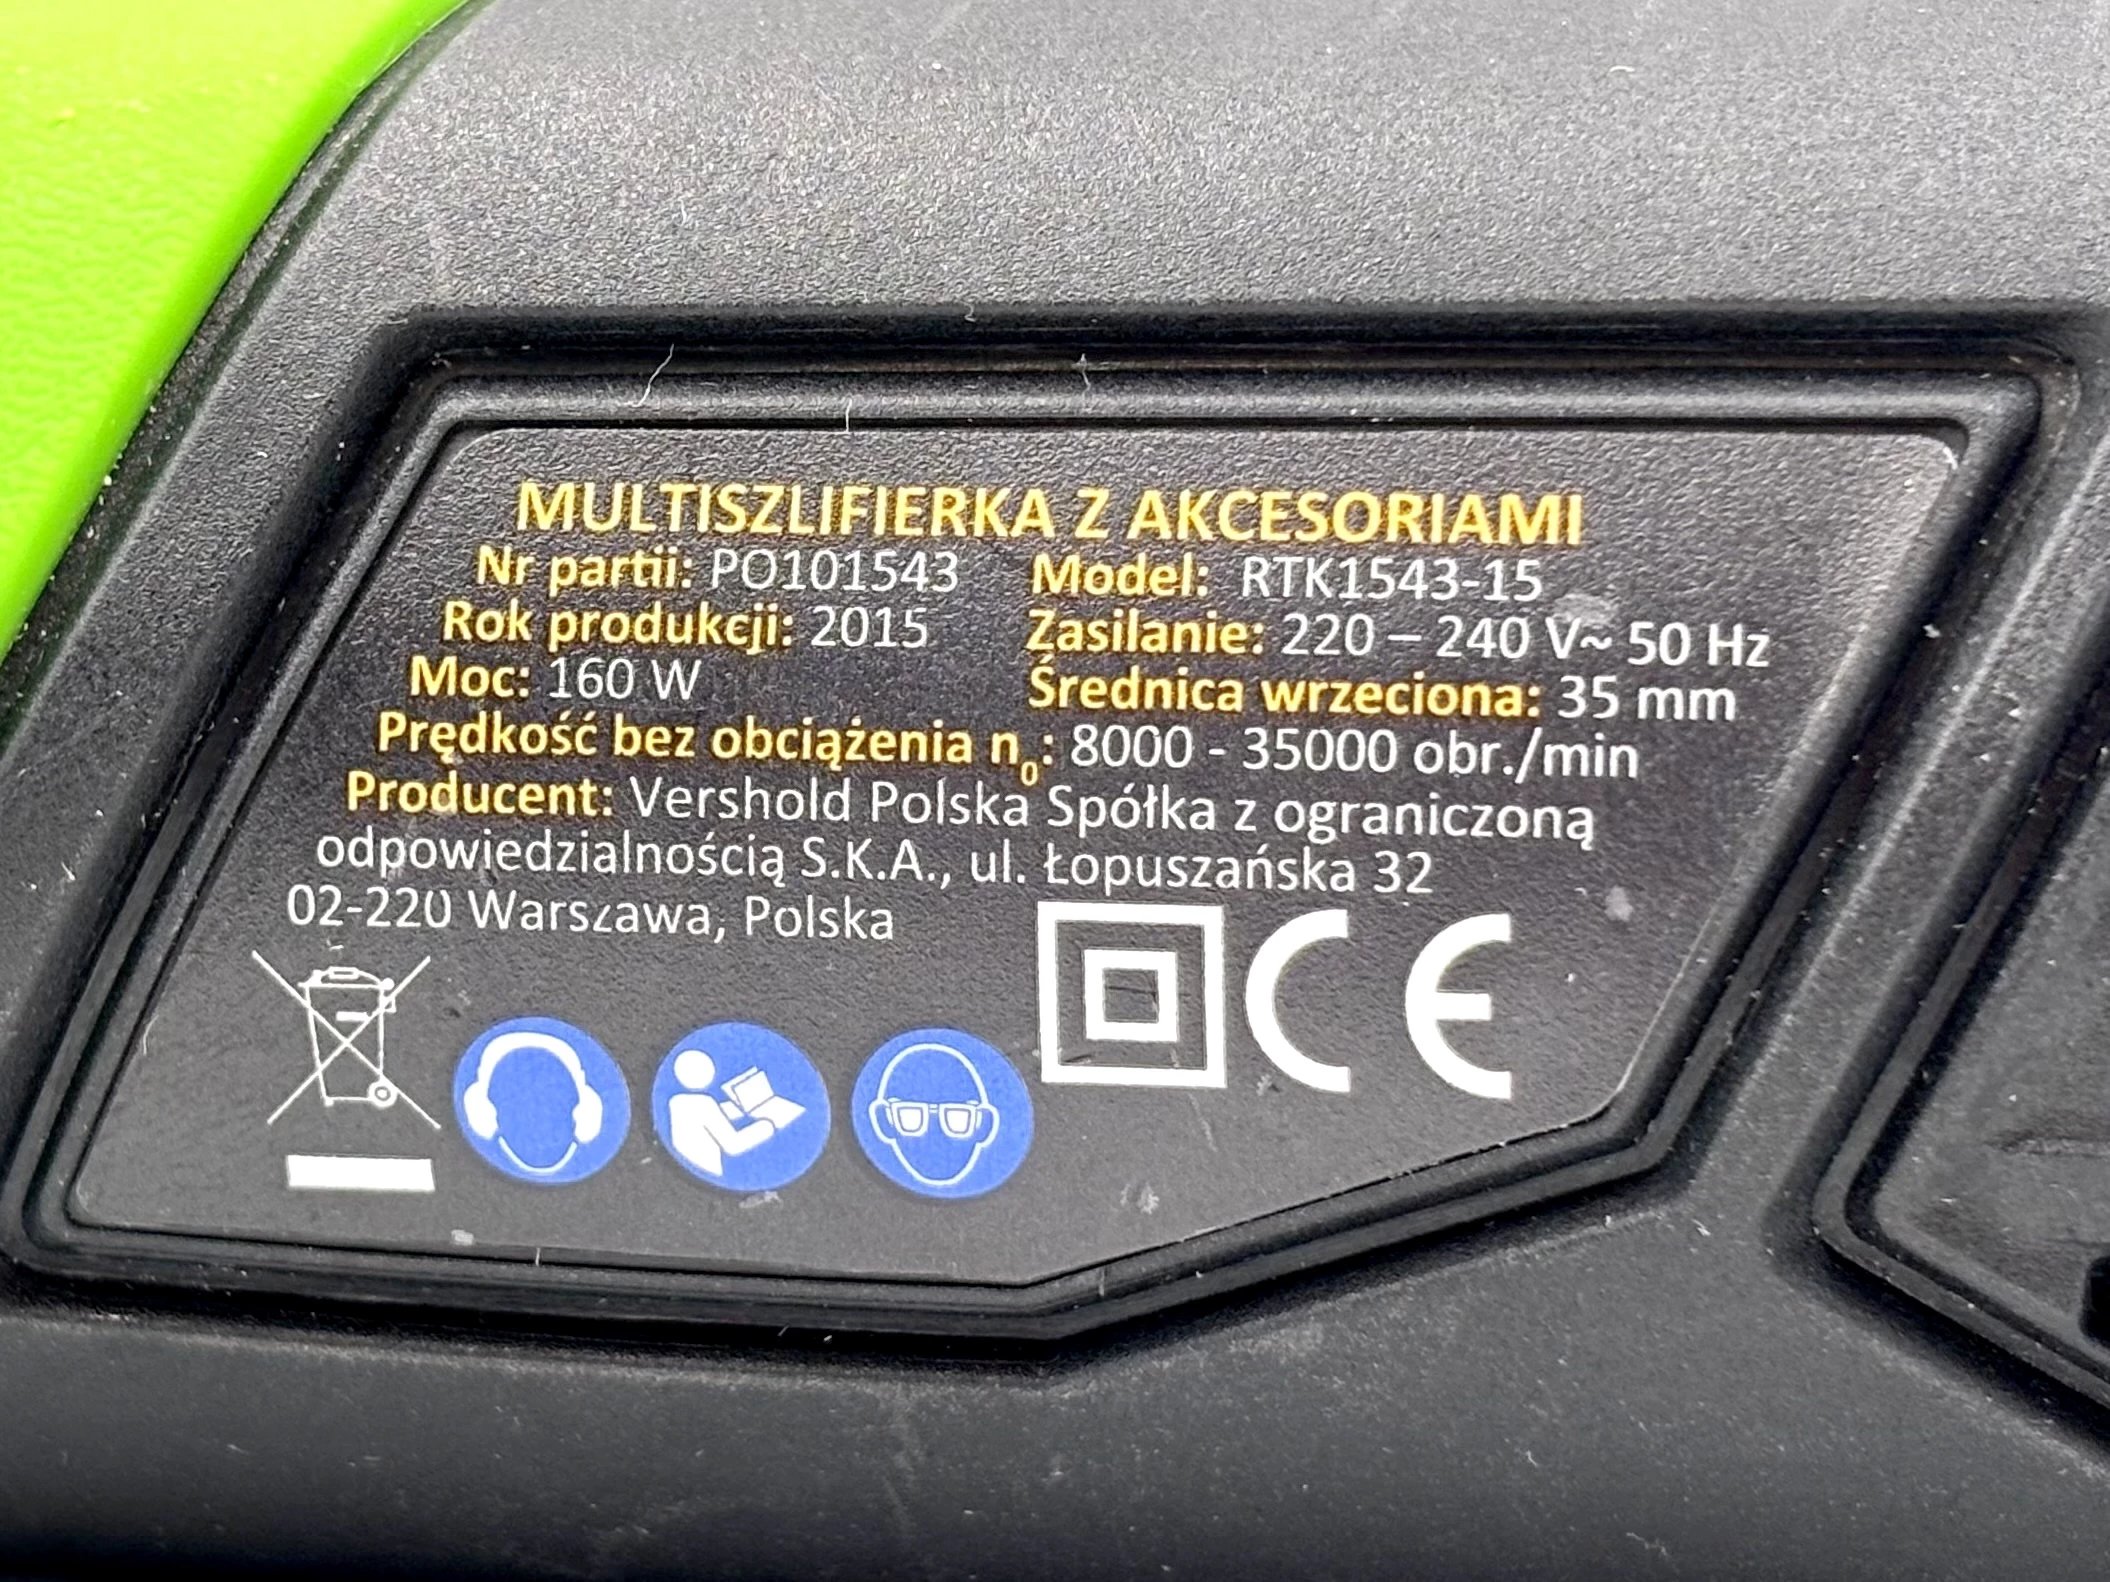 MULTISZLIFIERKA Z AKCESORIAMI
Nr partii: PO101543 Model: RTK1543-15
Rok produkcji: 2015 Zasilanie: 220 – 240 V~ 50 Hz
Moc: 160 W Średnica wrzeciona: 35 mm
Prędkość bez obciążenia n₀: 8000 - 35000 obr./min
Producent: Vershold Polska Spółka z ograniczoną
odpowiedzialnością S.K.A., ul. Łopuszańska 32
02-220 Warszawa, Polska
CE